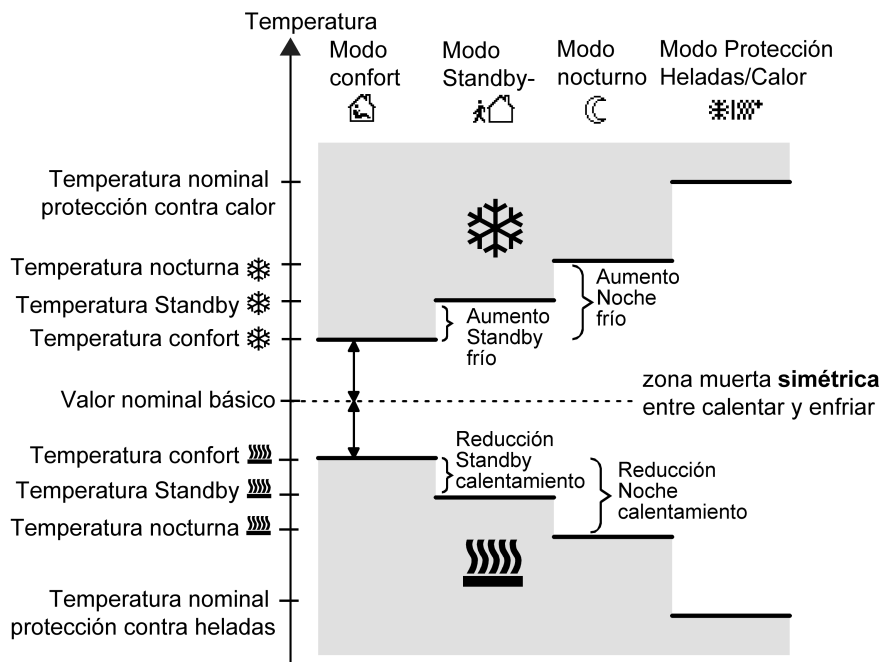 Temperatura
Modo
confort
Modo
Standby-
Modo
nocturno
Modo Protección
Heladas/Calor
Temperatura nominal
protección contra calor
Temperatura nocturna
Temperatura Standby
Temperatura confort
Aumento
Standby
frío
Aumento
Noche
frío
Valor nominal básico
zona muerta simétrica
entre calentar y enfriar
Temperatura confort
Temperatura Standby
Temperatura nocturna
Reducción
Standby
calentamiento
Reducción
Noche
calentamiento
Temperatura nominal
protección contra heladas